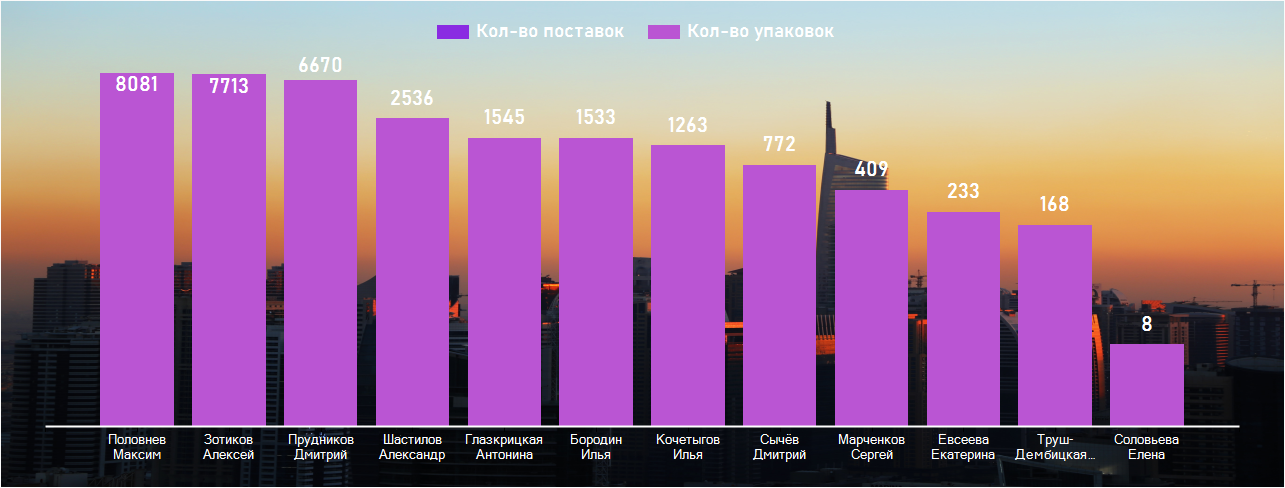 Кол-во поставок Кол-во упаковок
8081 7713 6670 2536 1545 1533 1263 772 409 233 168 8
Половнев Зотиков Прудников Шастилов Глазкрицкая Бородин Кочетыгов Сычёв Марченков Евсеева Труш- Соловьева
Максим Алексей Дмитрий Александр Антонина Илья Илья Дмитрий Сергей Екатерина Дембицкая... Елена